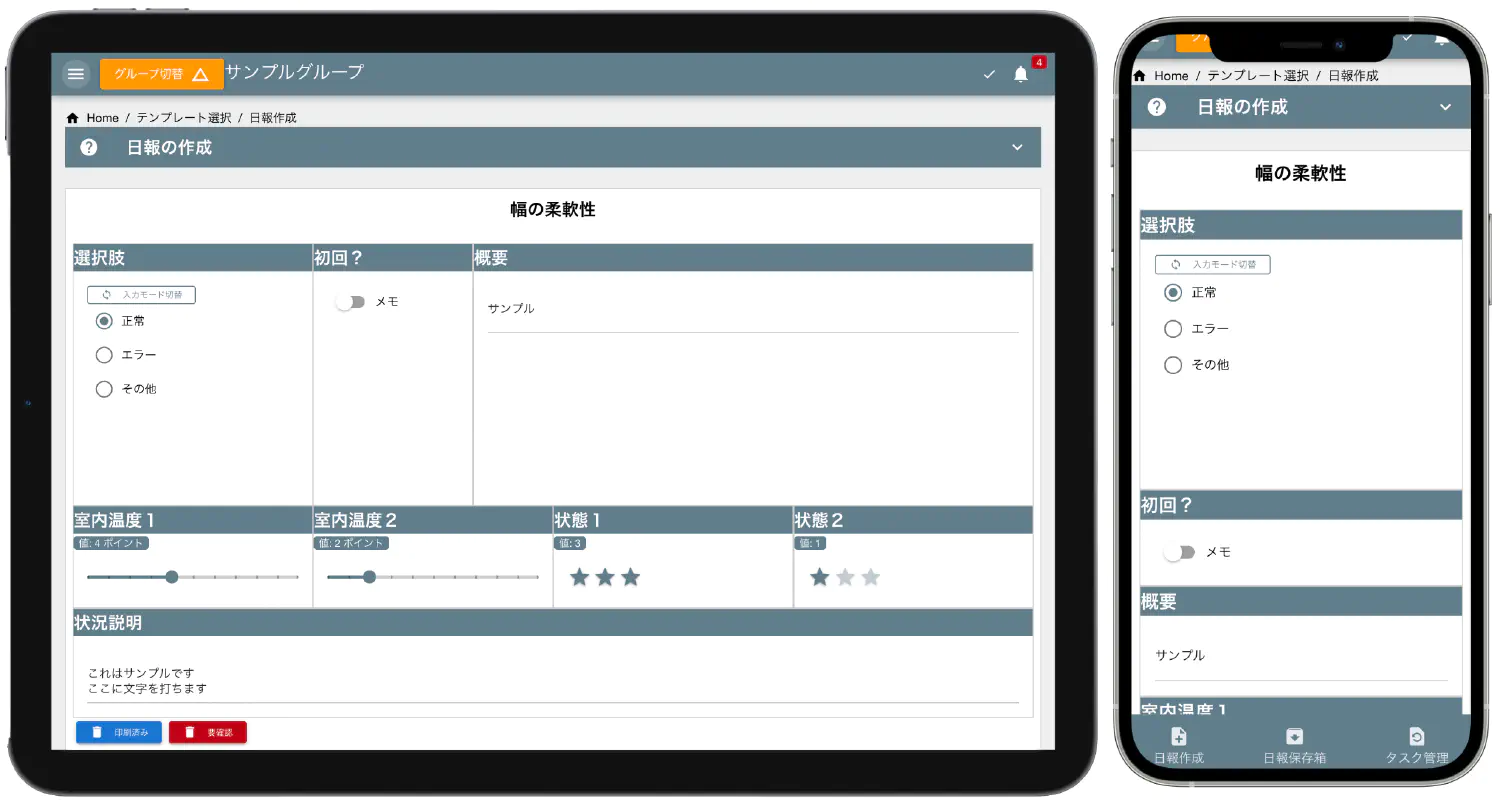 グループ切替
サンプルグループ
4
Home / テンプレート選択 / 日報作成
? 日報の作成
幅の柔軟性
選択肢 初回？ 概要
入力モード切替
メモ
サンプル
正常
エラー
その他
室内温度１ 室内温度２ 状態１ 状態２
値: 4 ポイント 値: 2 ポイント 値: 3 値: 1
状況説明
これはサンプルです
ここに文字を打ちます
印刷済み 要確認
Home / テンプレート選択 / 日報作成
? 日報の作成
幅の柔軟性
選択肢
入力モード切替
正常
エラー
その他
初回？
メモ
概要
サンプル
室内温度１
日報作成 日報保存箱 タスク管理